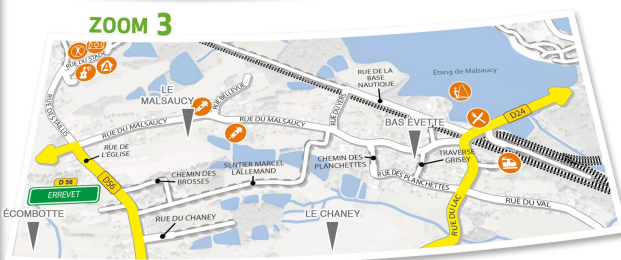 ZOOM 3
RUE DU STADE
RUE DES TAILLIS
LE
MALSAUCY
RUE BELLEVUE
RUE DU MALSAUCY
RUE DU MALSAUCY
RUE DU VERS
RUE DE LA
BASE
NAUTIQUE
Étang de Malsaucy
BAS ÉVETTE
D24
RUE DE
L'ÉGLISE
D 56
ERREVET
D56
CHEMIN DES
BROSSES
SENTIER MARCEL
LALLEMAND
CHEMIN DES
PLANCHETTES
TRAVERSE
GRISEY
RUE DES PLANCHETTES
RUE DU VAL
ÉCOMBOTTE
RUE DU CHANEY
LE CHANEY
RUE DU LAC